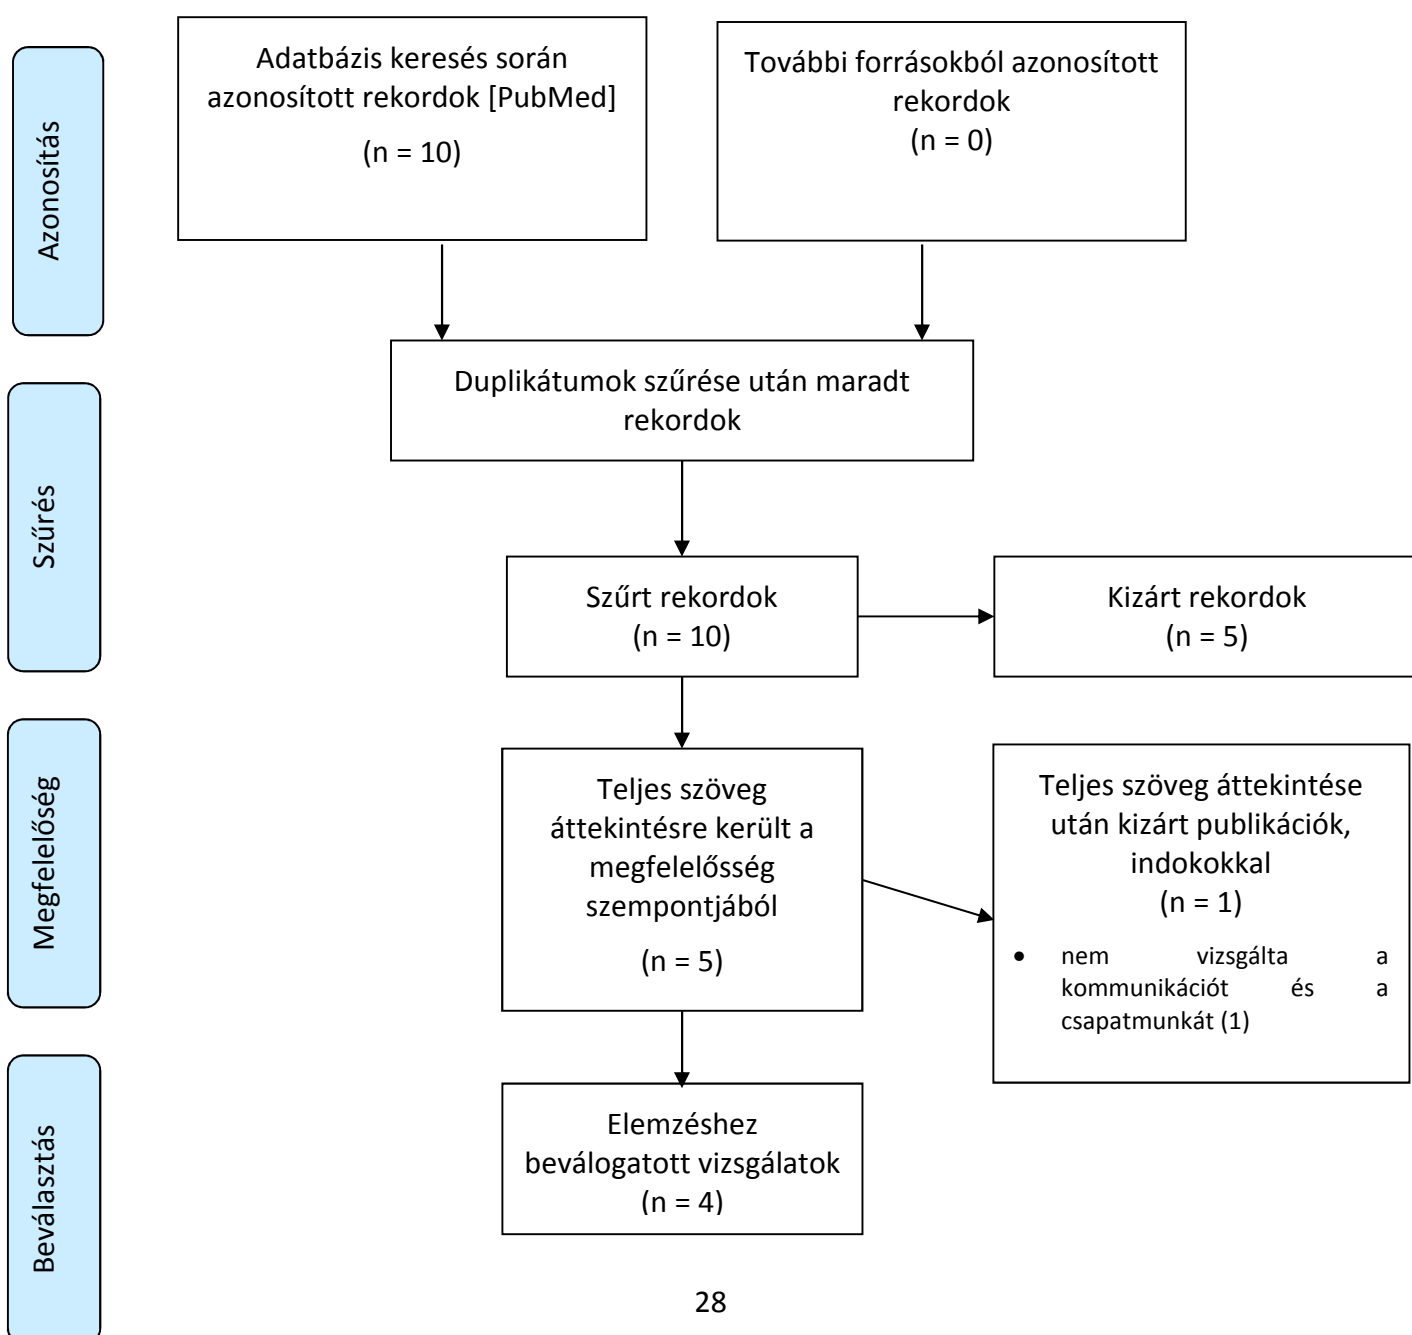 Azonosítás
Adatbázis keresés során
azonosított rekordok [PubMed]
(n = 10)
További forrásokból azonosított
rekordok
(n = 0)
Duplikátumok szűrése után maradt
rekordok
Szűrés
Szűrt rekordok
(n = 10)
Kizárt rekordok
(n = 5)
Megfelelőség
Teljes szöveg
áttekintésre került a
megfelelősség
szempontjából
(n = 5)
Teljes szöveg áttekintése
után kizárt publikációk,
indokokkal
(n = 1)
• nem vizsgálta a
kommunikációt és a
csapatmunkát (1)
Beválasztás
Elemzéshez
beválogatott vizsgálatok
(n = 4)
28